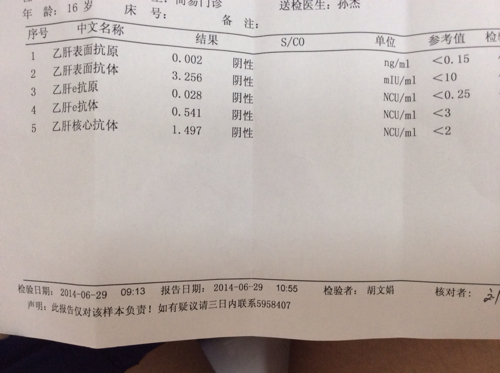 年 龄: 16 岁 床 号: 简易门诊 备 注: 送检医生: 孙杰
序号 中文名称 结果 S/CO 单位 参考值
1 乙肝表面抗原 0.002 阴性 ng/ml <0.15
2 乙肝表面抗体 3.256 阴性 mIU/ml <10
3 乙肝e抗原 0.028 阴性 NCU/ml <0.25
4 乙肝e抗体 0.541 阴性 NCU/ml <3
5 乙肝核心抗体 1.497 阴性 NCU/ml <2
检验日期: 2014-06-29 09:13 报告日期: 2014-06-29 10:55 检验者: 胡文娟 核对者:
声明: 此报告仅对该样本负责! 如有疑议请三日内联系5958407